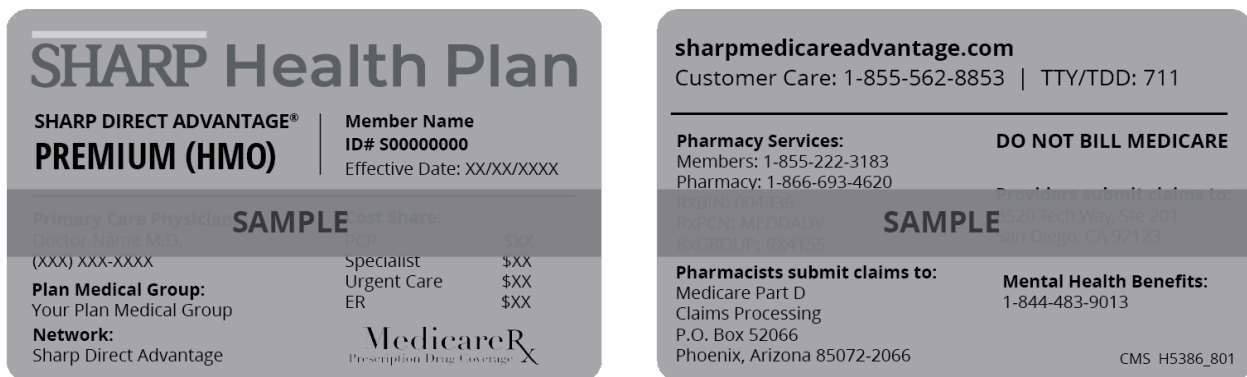 SHARP Health Plan
SHARP DIRECT ADVANTAGE®
PREMIUM (HMO)
Member Name
ID# S00000000
Effective Date: XX/XX/XXXX
SAMPLE
Primary Care Physician
Doctor Name M.D.
(XXX) XXX-XXXX
Plan Medical Group:
Your Plan Medical Group
Network:
Sharp Direct Advantage
Cost Share:
PCP $XX
Specialist $XX
Urgent Care $XX
ER $XX
MedicareRx
Prescription Drug Coverage
sharpmedicareadvantage.com
Customer Care: 1-855-562-8853 | TTY/TDD: 711
Pharmacy Services:
Members: 1-855-222-3183
Pharmacy: 1-866-693-4620
RxBIN: 004336
RxPCN: MEDDADV
RxGROUP: RX4155
DO NOT BILL MEDICARE
Providers submit claims to:
8520 Tech Way, Ste 201
San Diego, CA 92123
SAMPLE
Pharmacists submit claims to:
Medicare Part D
Claims Processing
P.O. Box 52066
Phoenix, Arizona 85072-2066
Mental Health Benefits:
1-844-483-9013
CMS H5386_801